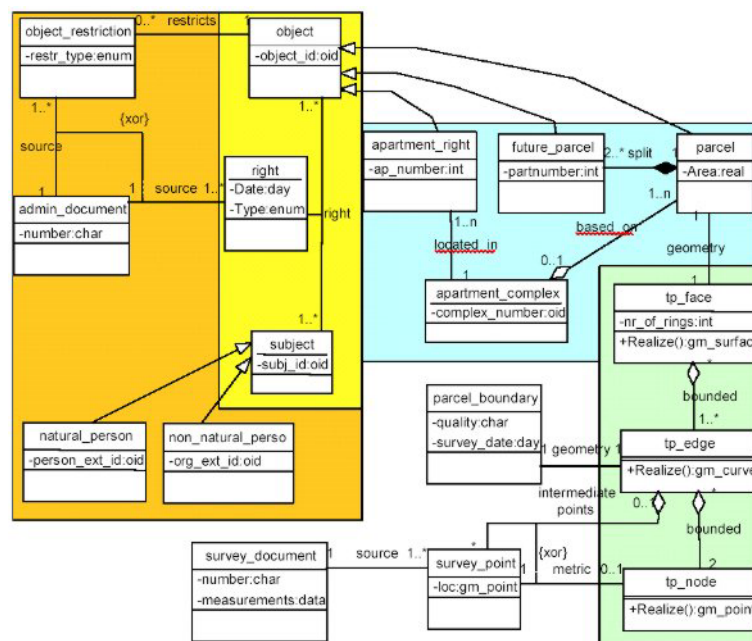 0..* restricts 1
object_restriction
-restr_type:enum
object
-object_id:oid
1..*
{xor}
source
1
1..*
apartment_right
-ap_number:int
future_parcel
-partnumber:int
2..* split 1
parcel
-Area:real
right
-Date:day
-Type:enum
1 source 1..*
right
admin_document
-number:char
1..n
located_in
1
1..n
based_on
0..1
geometry
1
apartment_complex
-complex_number:oid
tp_face
-nr_of_rings:int
+Realize():gm_surfac
1..*
subject
-subj_id:oid
*
bounded
1..*
parcel_boundary
-quality:char
-survey_date:day
natural_person
-person_ext_id:oid
non_natural_perso
-org_ext_id:oid
1 geometry 1
tp_edge
+Realize():gm_curve
intermediate
points
0..1
*
bounded
*
{xor}
2
survey_document
-number:char
-measurements:data
1 source 1..*
survey_point
-loc:gm_point
1 metric 0..1
tp_node
+Realize():gm_point